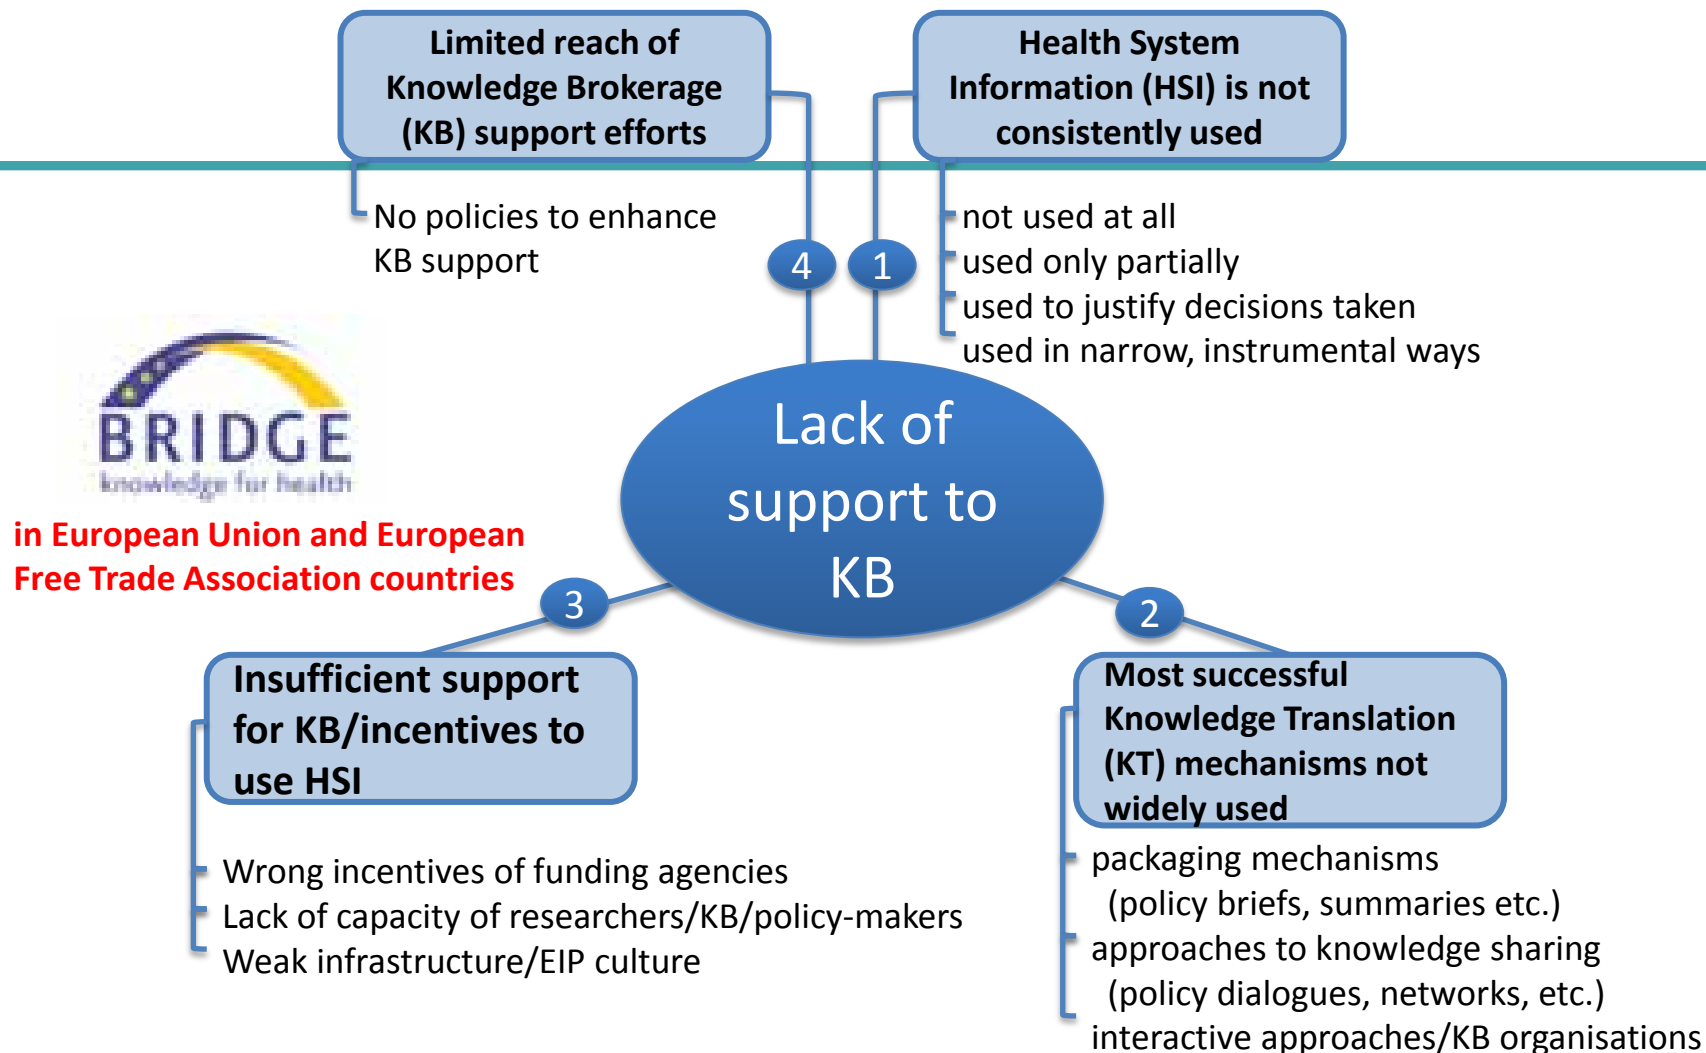 Limited reach of
Knowledge Brokerage
(KB) support efforts
No policies to enhance
KB support
4
1
Health System
Information (HSI) is not
consistently used
not used at all
used only partially
used to justify decisions taken
used in narrow, instrumental ways
BRIDGE
knowledge for health
in European Union and European
Free Trade Association countries
Lack of
support to
KB
3
2
Insufficient support
for KB/incentives to
use HSI
Wrong incentives of funding agencies
Lack of capacity of researchers/KB/policy-makers
Weak infrastructure/EIP culture
Most successful
Knowledge Translation
(KT) mechanisms not
widely used
packaging mechanisms
(policy briefs, summaries etc.)
approaches to knowledge sharing
(policy dialogues, networks, etc.)
interactive approaches/KB organisations